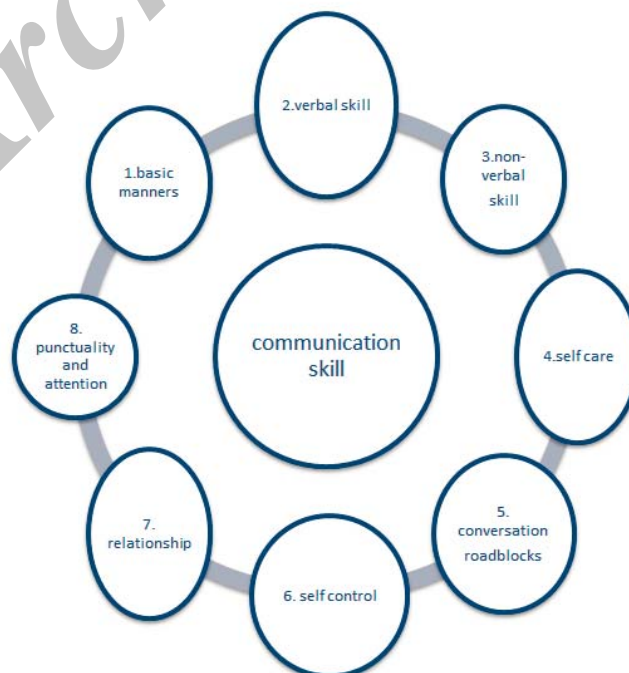 2.verbal skill
1.basic
manners
3.non-
verbal
skill
communication
skill
8.
punctuality
and
attention
4.self care
7.
relationship
5.
conversation
roadblocks
6. self control